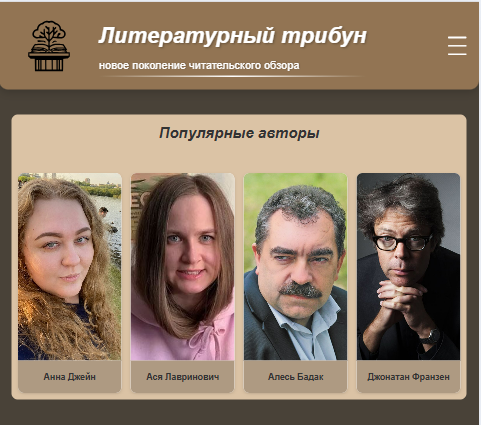 Литературный трибун
новое поколение читательского обзора
Популярные авторы
Анна Джейн
Ася Лавринович
Алесь Бадак
Джонатан Франзен